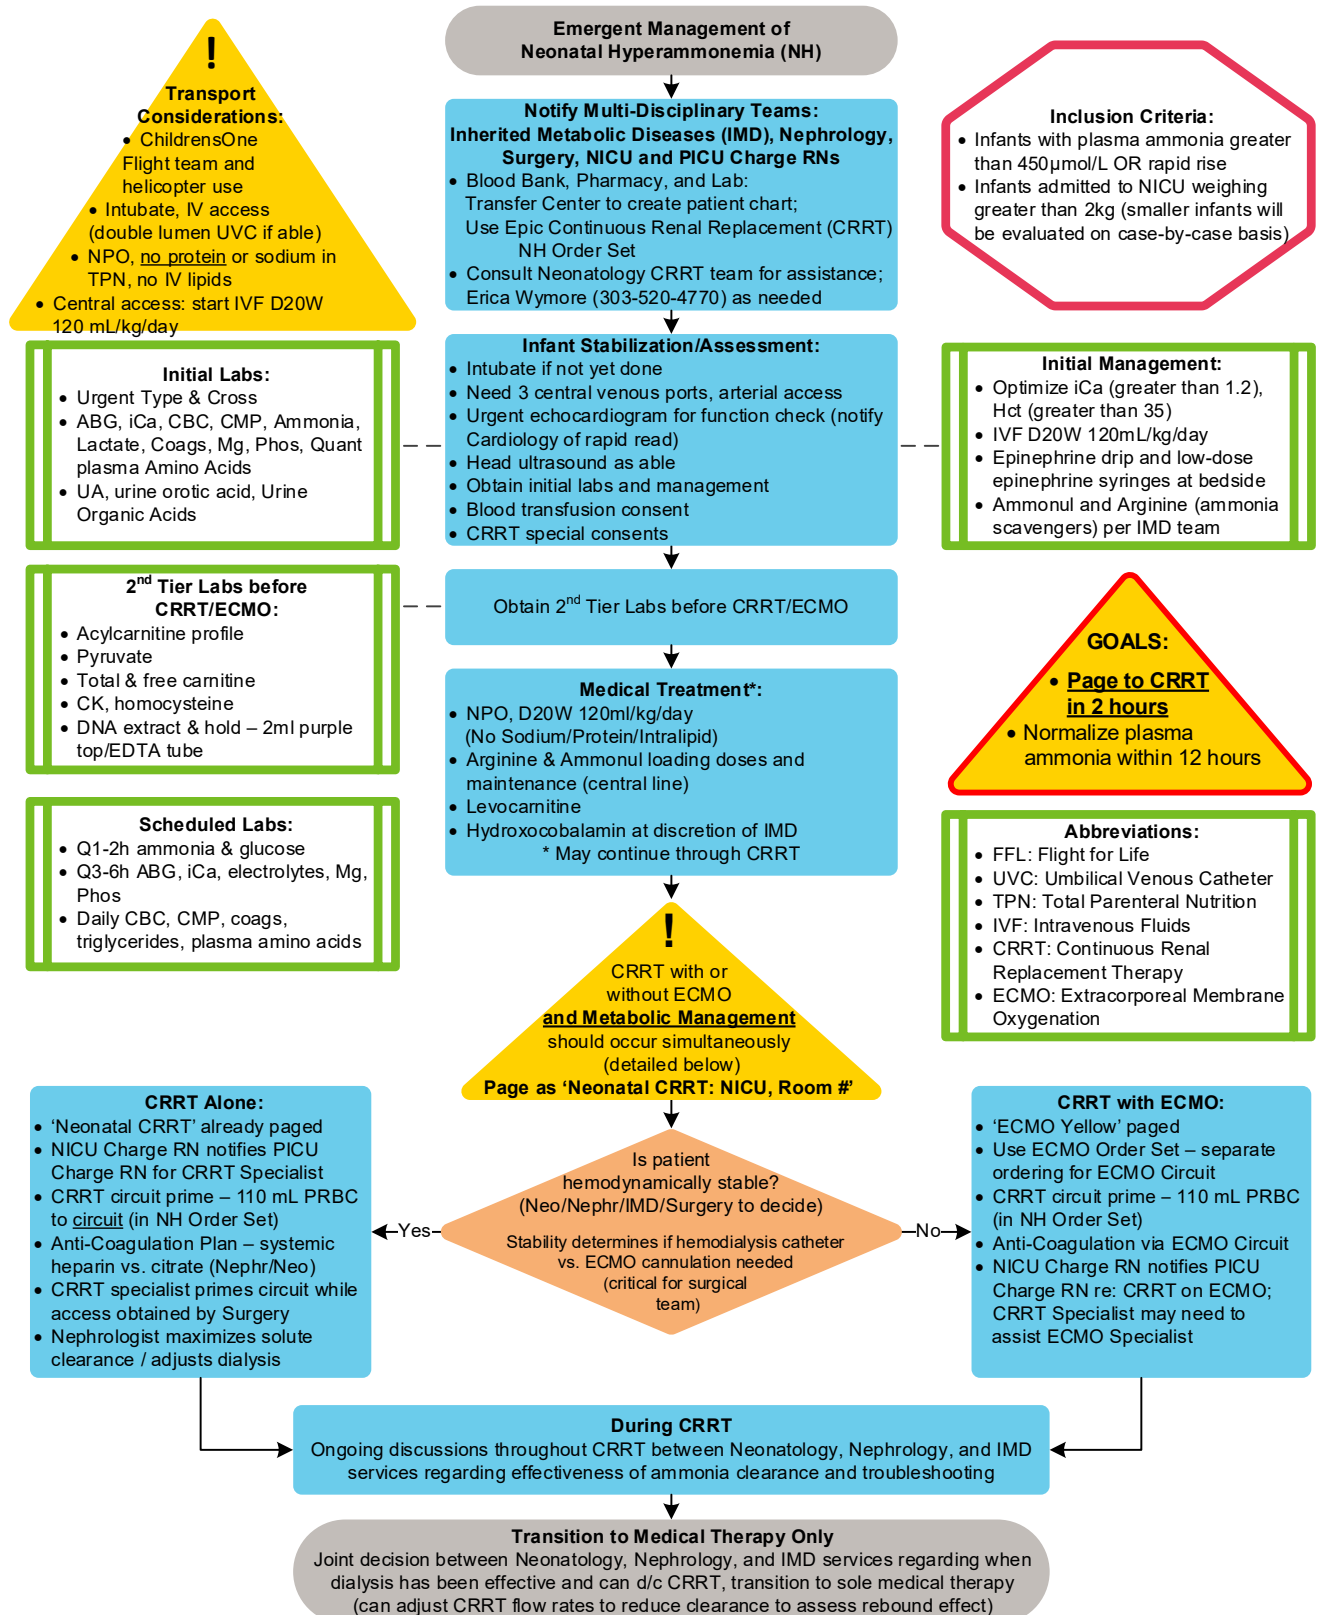 Emergent Management of
Neonatal Hyperammonemia (NH)
!
Transport
Considerations:
• ChildrensOne
Flight team and
helicopter use
• Intubate, IV access
(double lumen UVC if able)
• NPO, no protein or sodium in
TPN, no IV lipids
• Central access: start IVF D20W
120 mL/kg/day
Notify Multi-Disciplinary Teams:
Inherited Metabolic Diseases (IMD), Nephrology,
Surgery, NICU and PICU Charge RNs
• Blood Bank, Pharmacy, and Lab:
Transfer Center to create patient chart;
Use Epic Continuous Renal Replacement (CRRT)
NH Order Set
• Consult Neonatology CRRT team for assistance;
Erica Wymore (303-520-4770) as needed
Inclusion Criteria:
• Infants with plasma ammonia greater
than 450µmol/L OR rapid rise
• Infants admitted to NICU weighing
greater than 2kg (smaller infants will
be evaluated on case-by-case basis)
Initial Labs:
• Urgent Type & Cross
• ABG, iCa, CBC, CMP, Ammonia,
Lactate, Coags, Mg, Phos, Quant
plasma Amino Acids
• UA, urine orotic acid, Urine
Organic Acids
Infant Stabilization/Assessment:
• Intubate if not yet done
• Need 3 central venous ports, arterial access
• Urgent echocardiogram for function check (notify
Cardiology of rapid read)
• Head ultrasound as able
• Obtain initial labs and management
• Blood transfusion consent
• CRRT special consents
Initial Management:
• Optimize iCa (greater than 1.2),
Hct (greater than 35)
• IVF D20W 120mL/kg/day
• Epinephrine drip and low-dose
epinephrine syringes at bedside
• Ammonul and Arginine (ammonia
scavengers) per IMD team
2nd Tier Labs before
CRRT/ECMO:
• Acylcarnitine profile
• Pyruvate
• Total & free carnitine
• CK, homocysteine
• DNA extract & hold – 2ml purple
top/EDTA tube
Obtain 2nd Tier Labs before CRRT/ECMO
GOALS:
• Page to CRRT
in 2 hours
• Normalize plasma
ammonia within 12 hours
Medical Treatment*:
• NPO, D20W 120ml/kg/day
(No Sodium/Protein/Intralipid)
• Arginine & Ammonul loading doses and
maintenance (central line)
• Levocarnitine
• Hydroxocobalamin at discretion of IMD
* May continue through CRRT
Scheduled Labs:
• Q1-2h ammonia & glucose
• Q3-6h ABG, iCa, electrolytes, Mg,
Phos
• Daily CBC, CMP, coags,
triglycerides, plasma amino acids
Abbreviations:
• FFL: Flight for Life
• UVC: Umbilical Venous Catheter
• TPN: Total Parenteral Nutrition
• IVF: Intravenous Fluids
• CRRT: Continuous Renal
Replacement Therapy
• ECMO: Extracorporeal Membrane
Oxygenation
!
CRRT with or
without ECMO
and Metabolic Management
should occur simultaneously
(detailed below)
Page as ‘Neonatal CRRT: NICU, Room #’
CRRT Alone:
• ‘Neonatal CRRT’ already paged
• NICU Charge RN notifies PICU
Charge RN for CRRT Specialist
• CRRT circuit prime – 110 mL PRBC
to circuit (in NH Order Set)
• Anti-Coagulation Plan – systemic
heparin vs. citrate (Nephr/Neo)
• CRRT specialist primes circuit while
access obtained by Surgery
• Nephrologist maximizes solute
clearance / adjusts dialysis
Yes
Is patient
hemodynamically stable?
(Neo/Nephr/IMD/Surgery to decide)
Stability determines if hemodialysis catheter
vs. ECMO cannulation needed
(critical for surgical
team)
No
CRRT with ECMO:
• ‘ECMO Yellow’ paged
• Use ECMO Order Set – separate
ordering for ECMO Circuit
• CRRT circuit prime – 110 mL PRBC
(in NH Order Set)
• Anti-Coagulation via ECMO Circuit
• NICU Charge RN notifies PICU
Charge RN re: CRRT on ECMO;
CRRT Specialist may need to
assist ECMO Specialist
During CRRT
Ongoing discussions throughout CRRT between Neonatology, Nephrology, and IMD
services regarding effectiveness of ammonia clearance and troubleshooting
Transition to Medical Therapy Only
Joint decision between Neonatology, Nephrology, and IMD services regarding when
dialysis has been effective and can d/c CRRT, transition to sole medical therapy
(can adjust CRRT flow rates to reduce clearance to assess rebound effect)